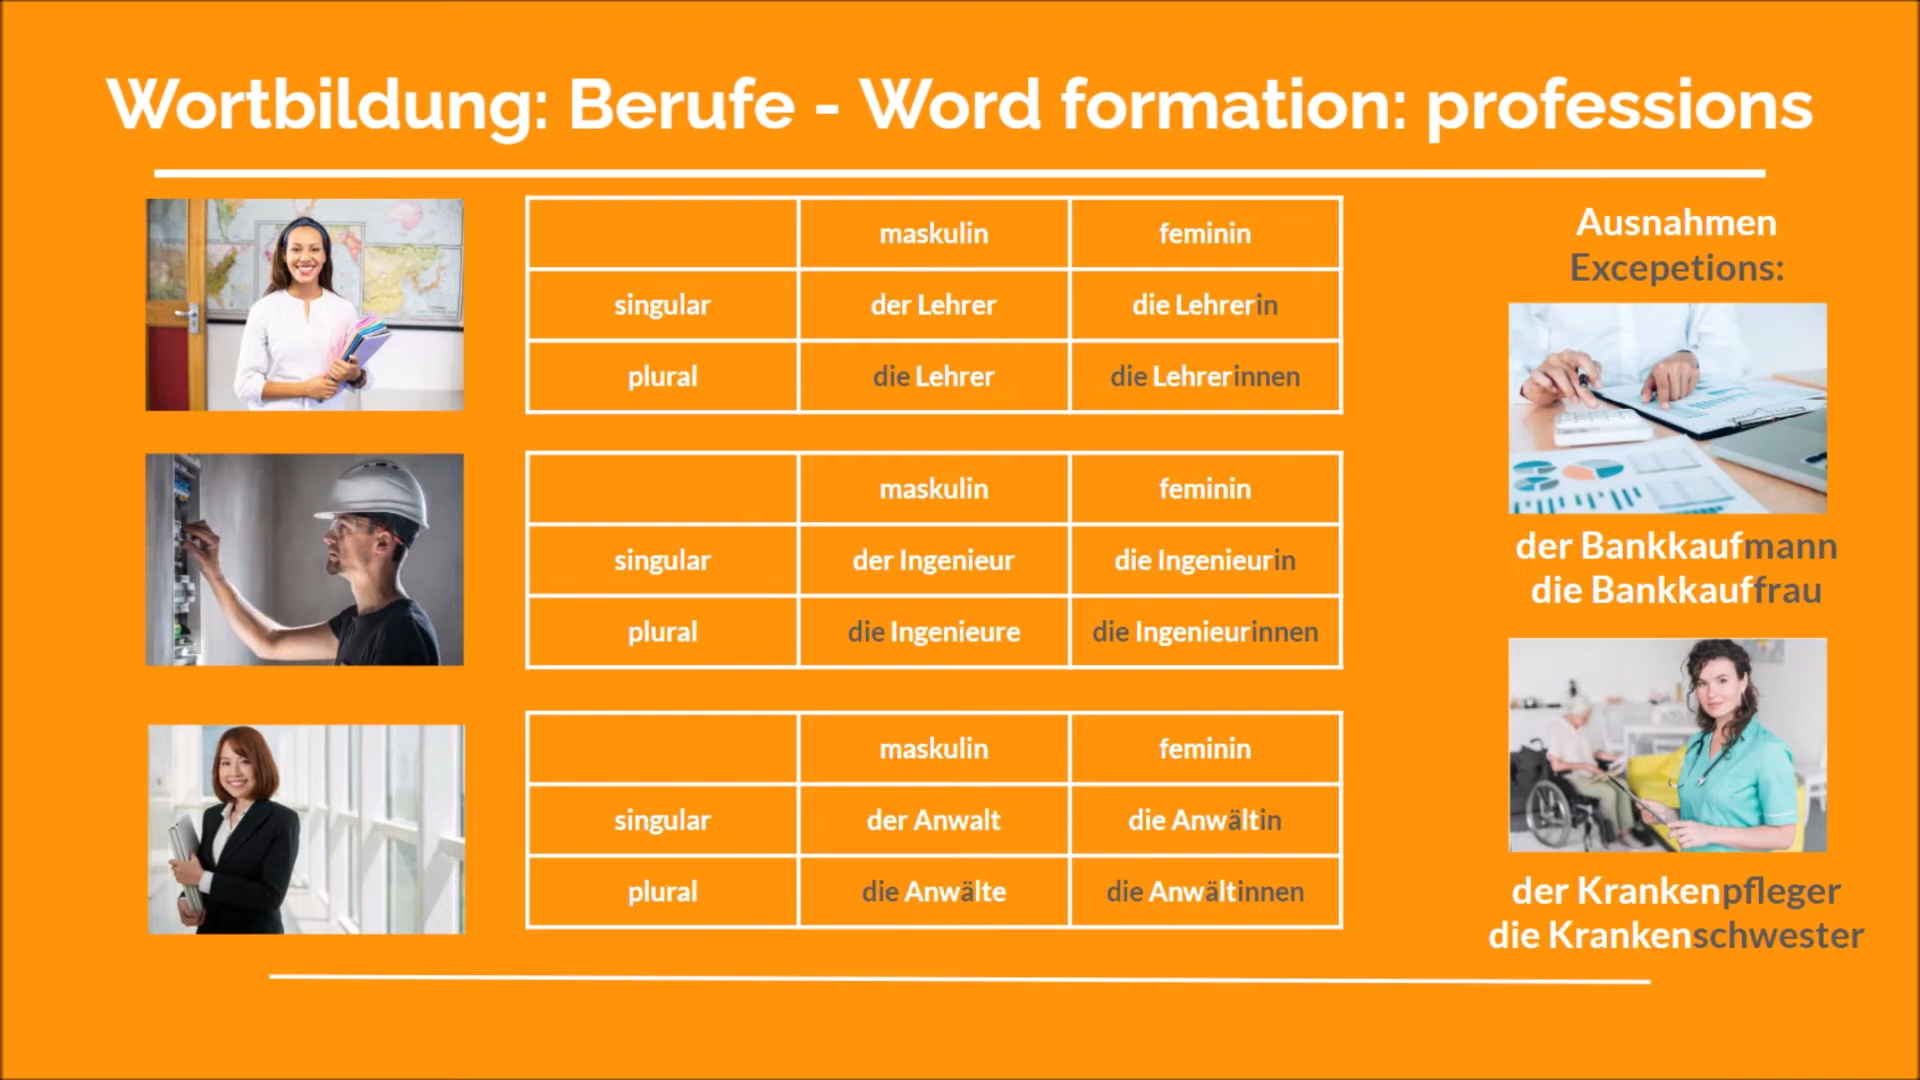 Wortbildung: Berufe - Word formation: professions
maskulin feminin
singular der Lehrer die Lehrerin
plural die Lehrer die Lehrerinnen
maskulin feminin
singular der Ingenieur die Ingenieurin
plural die Ingenieure die Ingenieurinnen
maskulin feminin
singular der Anwalt die Anwältin
plural die Anwälte die Anwältinnen
Ausnahmen
Excepetions:
der Bankkaufmann
die Bankkauffrau
der Krankenpfleger
die Krankenschwester